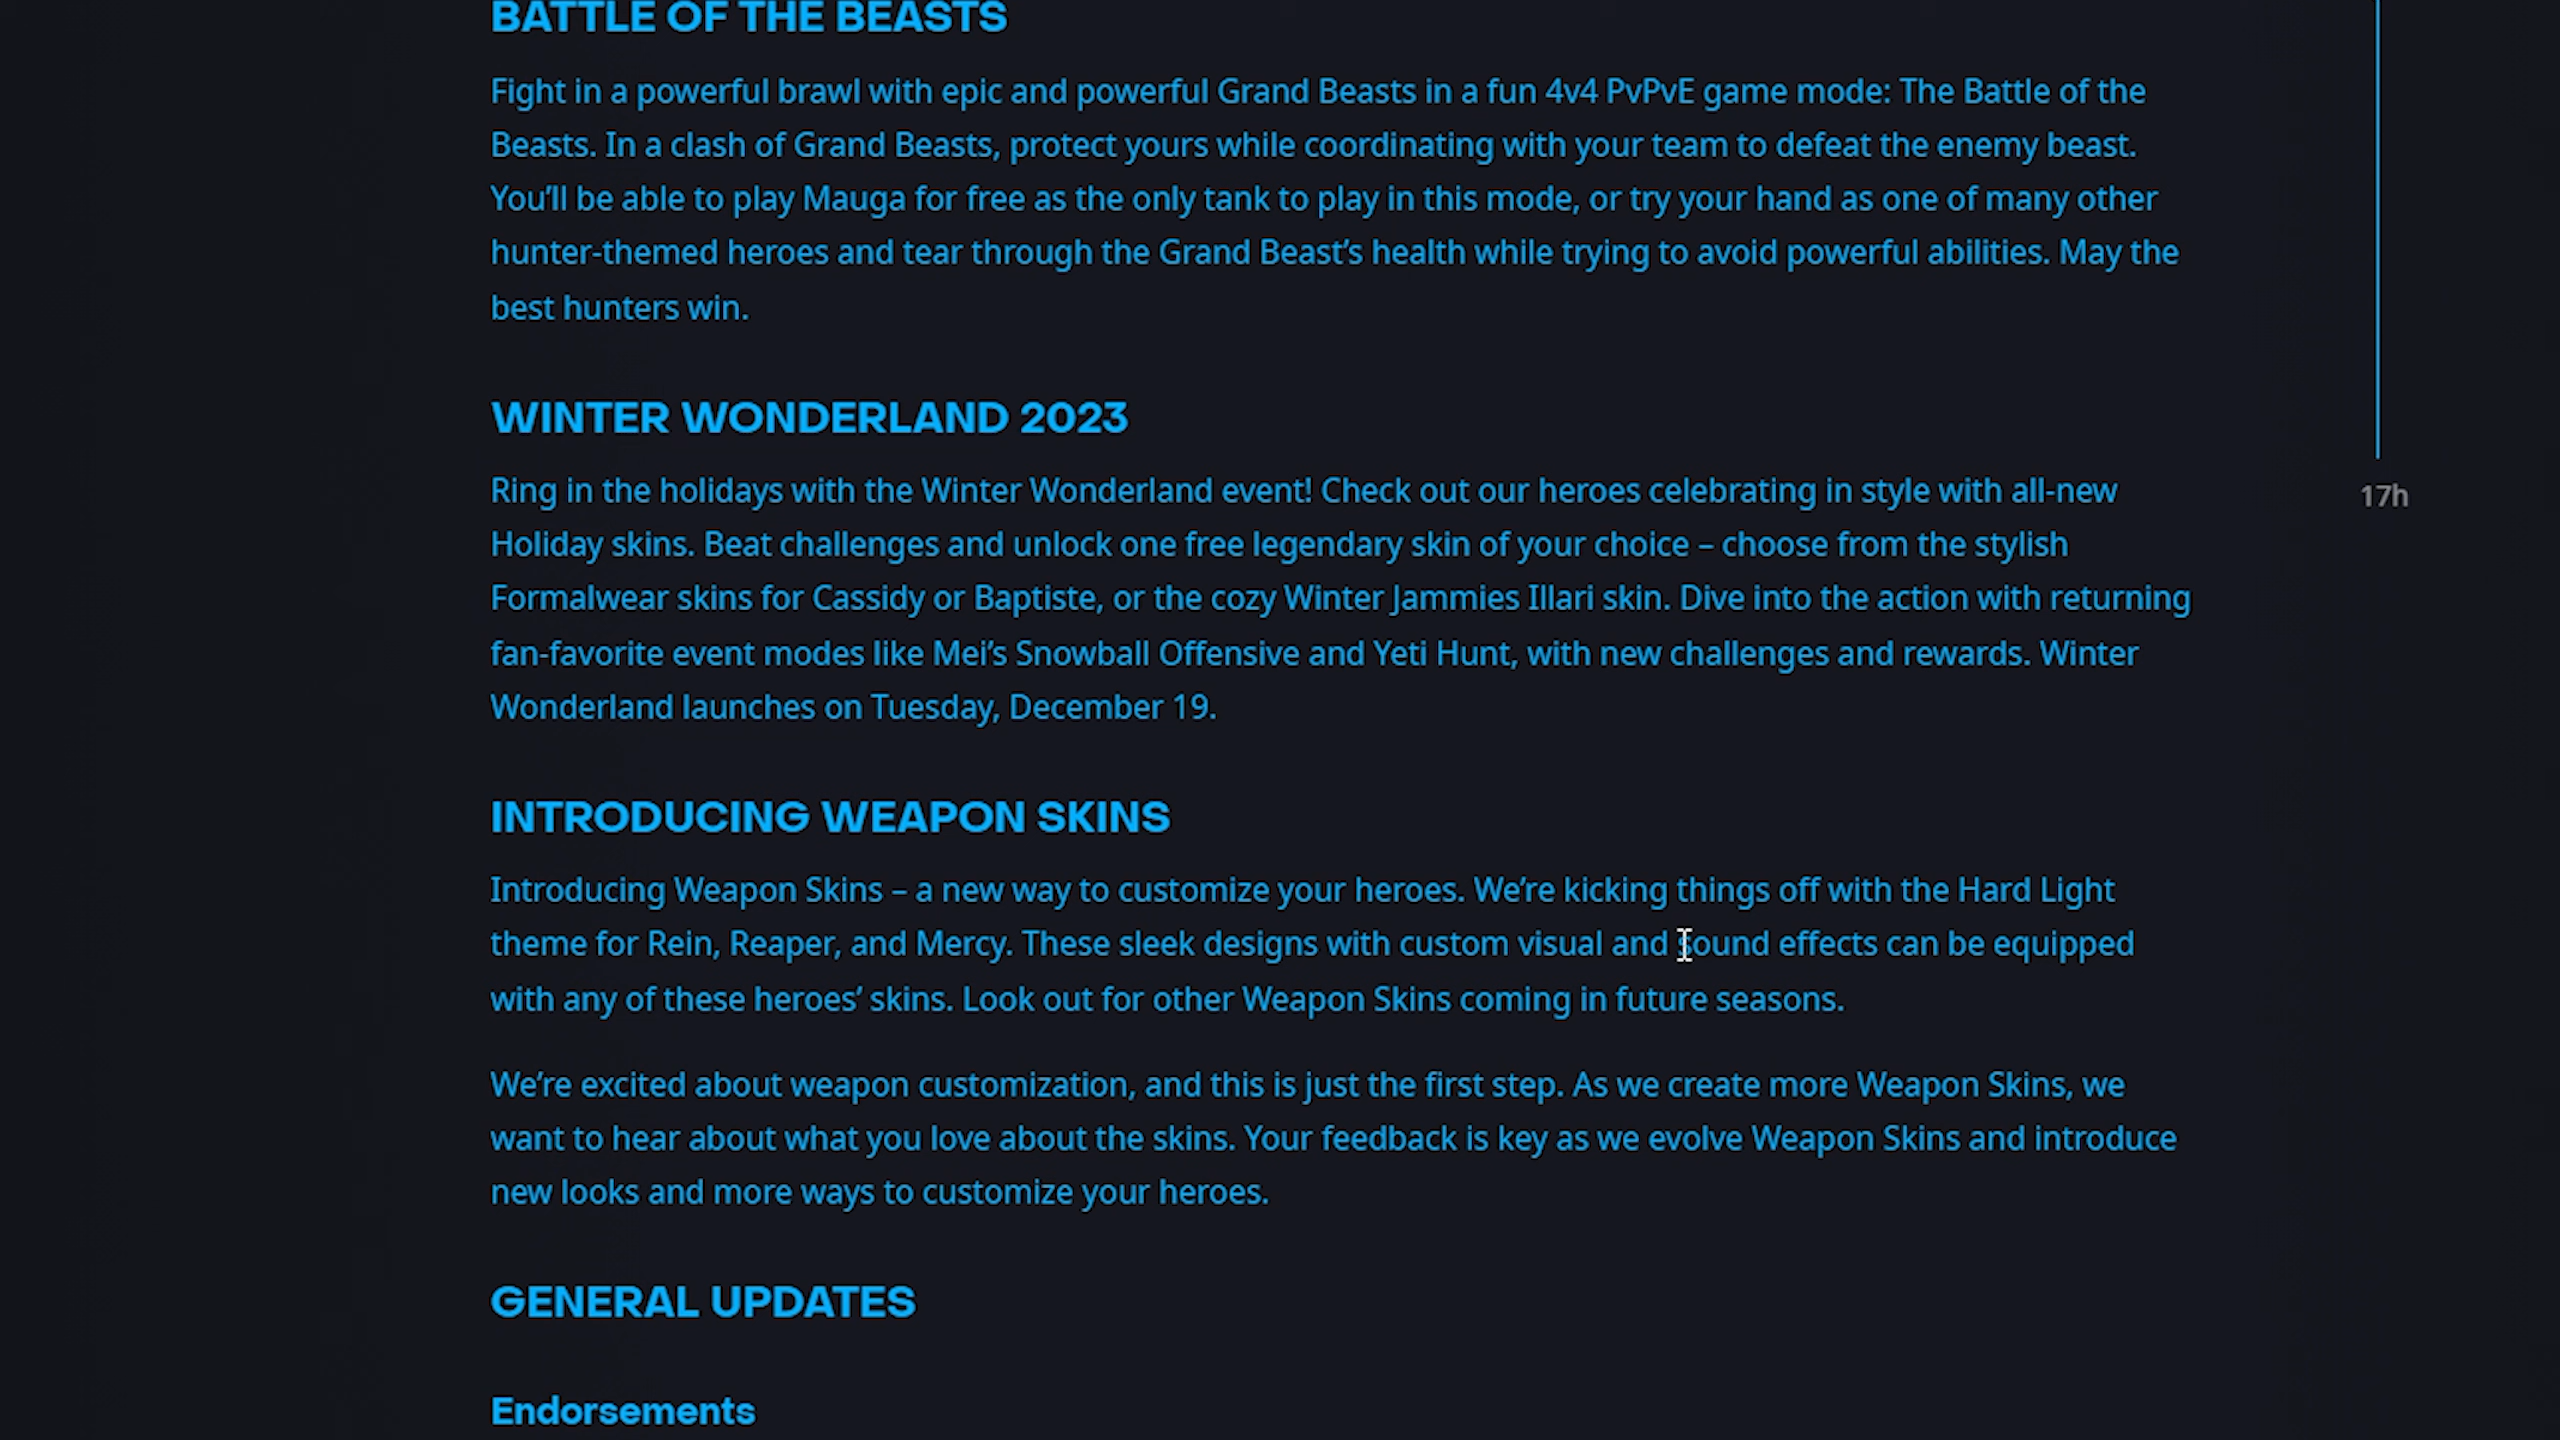 BATTLE OF THE BEASTS
Fight in a powerful brawl with epic and powerful Grand Beasts in a fun 4v4 PvPvE game mode: The Battle of the
Beasts. In a clash of Grand Beasts, protect yours while coordinating with your team to defeat the enemy beast.
You’ll be able to play Mauga for free as the only tank to play in this mode, or try your hand as one of many other
hunter-themed heroes and tear through the Grand Beast’s health while trying to avoid powerful abilities. May the
best hunters win.
WINTER WONDERLAND 2023
Ring in the holidays with the Winter Wonderland event! Check out our heroes celebrating in style with all-new
Holiday skins. Beat challenges and unlock one free legendary skin of your choice – choose from the stylish
Formalwear skins for Cassidy or Baptiste, or the cozy Winter Jammies Illari skin. Dive into the action with returning
fan-favorite event modes like Mei’s Snowball Offensive and Yeti Hunt, with new challenges and rewards. Winter
Wonderland launches on Tuesday, December 19.
17h
INTRODUCING WEAPON SKINS
Introducing Weapon Skins – a new way to customize your heroes. We’re kicking things off with the Hard Light
theme for Rein, Reaper, and Mercy. These sleek designs with custom visual and sound effects can be equipped
with any of these heroes’ skins. Look out for other Weapon Skins coming in future seasons.
We’re excited about weapon customization, and this is just the first step. As we create more Weapon Skins, we
want to hear about what you love about the skins. Your feedback is key as we evolve Weapon Skins and introduce
new looks and more ways to customize your heroes.
GENERAL UPDATES
Endorsements